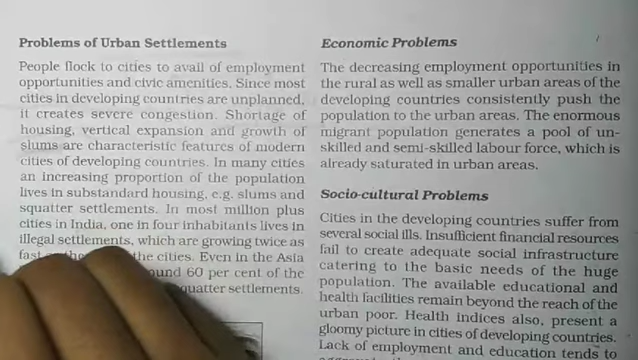 Problems of Urban Settlements
People flock to cities to avail of employment
opportunities and civic amenities. Since most
cities in developing countries are unplanned,
it creates severe congestion. Shortage of
housing, vertical expansion and growth of
slums are characteristic features of modern
cities of developing countries. In many cities
an increasing proportion of the population
lives in substandard housing, e.g. slums and
squatter settlements. In most million plus
cities in India, one in four inhabitants lives in
illegal settlements, which are growing twice as
fast the cities. Even in the Asia
60 per cent of the
squatter settlements.
Economic Problems
The decreasing employment opportunities in
the rural as well as smaller urban areas of the
developing countries consistently push the
population to the urban areas. The enormous
migrant population generates a pool of un-
skilled and semi-skilled labour force, which is
already saturated in urban areas.
Socio-cultural Problems
Cities in the developing countries suffer from
several social ills. Insufficient financial resources
fail to create adequate social infrastructure
catering to the basic needs of the huge
population. The available educational and
health facilities remain beyond the reach of the
urban poor. Health indices also, present a
gloomy picture in cities of developing countries.
Lack of employment and education tends to